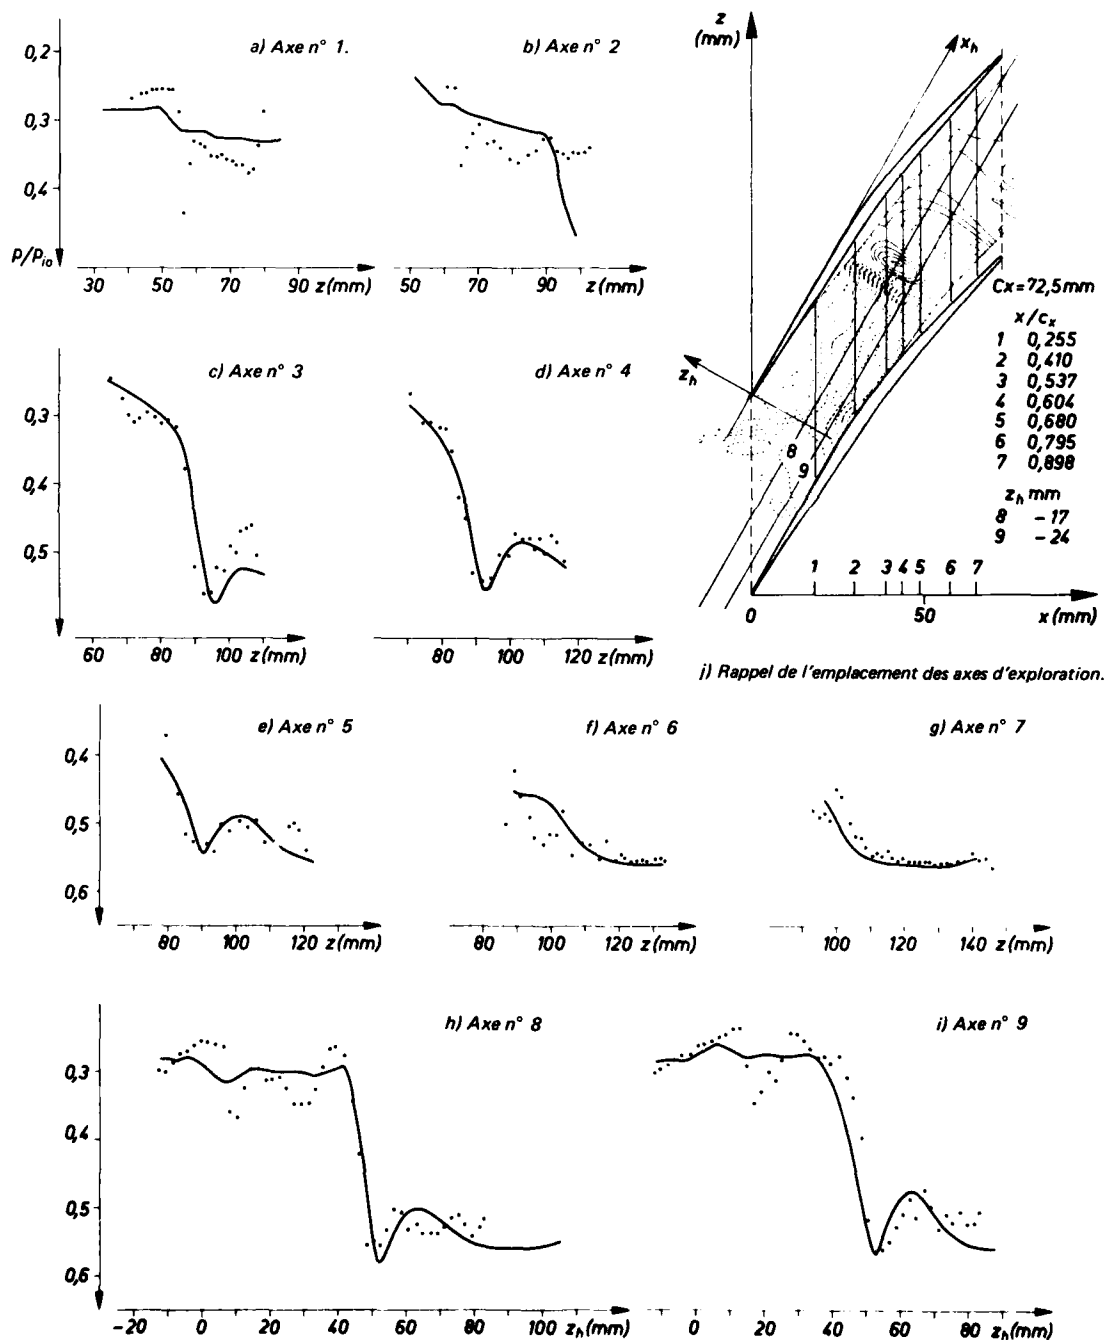 a) Axe n° 1.
0,2
0,3
0,4
p/p_io
30 50 70 90 z(mm)
b) Axe n° 2
50 70 90 z(mm)
c) Axe n° 3
0,3
0,4
0,5
60 80 100 z(mm)
d) Axe n° 4
80 100 120 z(mm)
z
(mm)
x_h
z_h
8
9
Cx=72,5mm
x/c_x
1 0,255
2 0,410
3 0,537
4 0,604
5 0,680
6 0,795
7 0,898
z_h mm
8 -17
9 -24
1 2 3 4 5 6 7
0 50 x(mm)
j) Rappel de l'emplacement des axes d'exploration.
e) Axe n° 5
0,4
0,5
0,6
80 100 120 z(mm)
f) Axe n° 6
80 100 120 z(mm)
g) Axe n° 7
100 120 140 z(mm)
h) Axe n° 8
0,3
0,4
0,5
0,6
-20 0 20 40 60 80 100 z_h(mm)
i) Axe n° 9
0 20 40 60 80 z_h(mm)